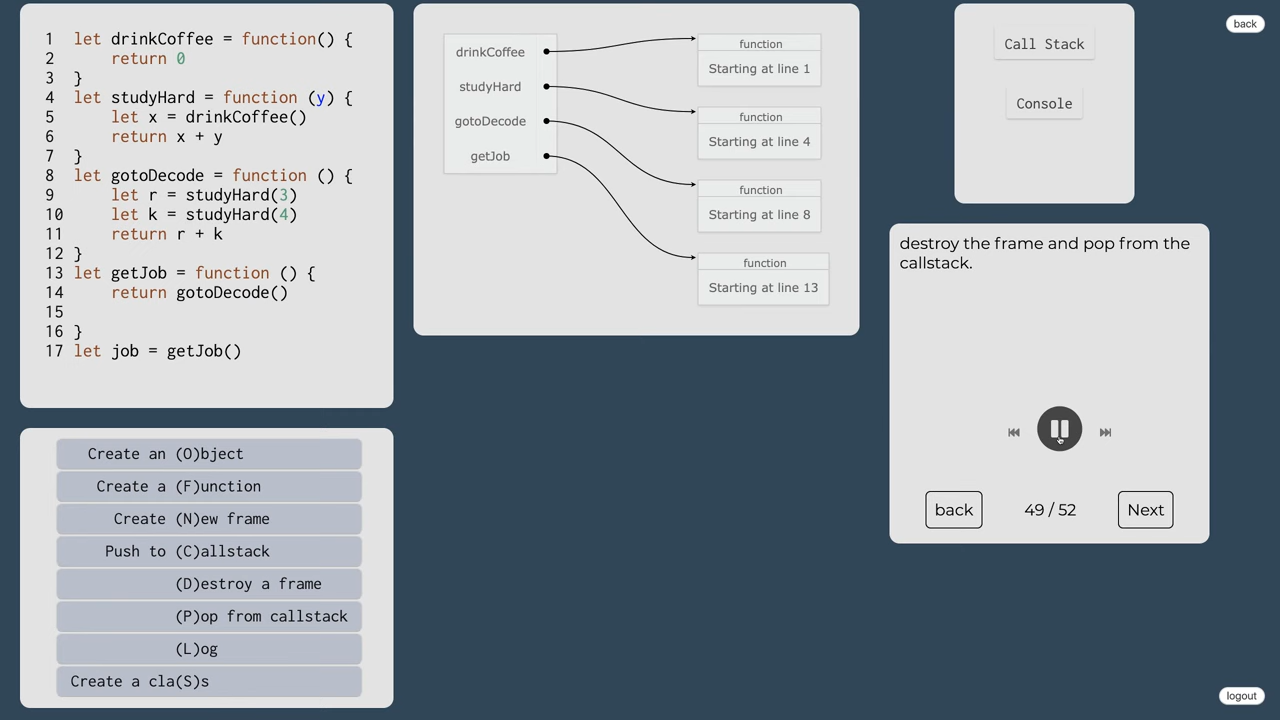 1 let drinkCoffee = function() {
2 return 0
3 }
4 let studyHard = function (y) {
5 let x = drinkCoffee()
6 return x + y
7 }
8 let gotoDecode = function () {
9 let r = studyHard(3)
10 let k = studyHard(4)
11 return r + k
12 }
13 let getJob = function () {
14 return gotoDecode()
15
16 }
17 let job = getJob()
Create an (O)bject
Create a (F)unction
Create (N)ew frame
Push to (C)allstack
(D)estroy a frame
(P)op from callstack
(L)og
Create a cla(S)s
drinkCoffee
studyHard
gotoDecode
getJob
function
Starting at line 1
function
Starting at line 4
function
Starting at line 8
function
Starting at line 13
Call Stack
Console
back
destroy the frame and pop from the
callstack.
back 49 / 52 Next
logout